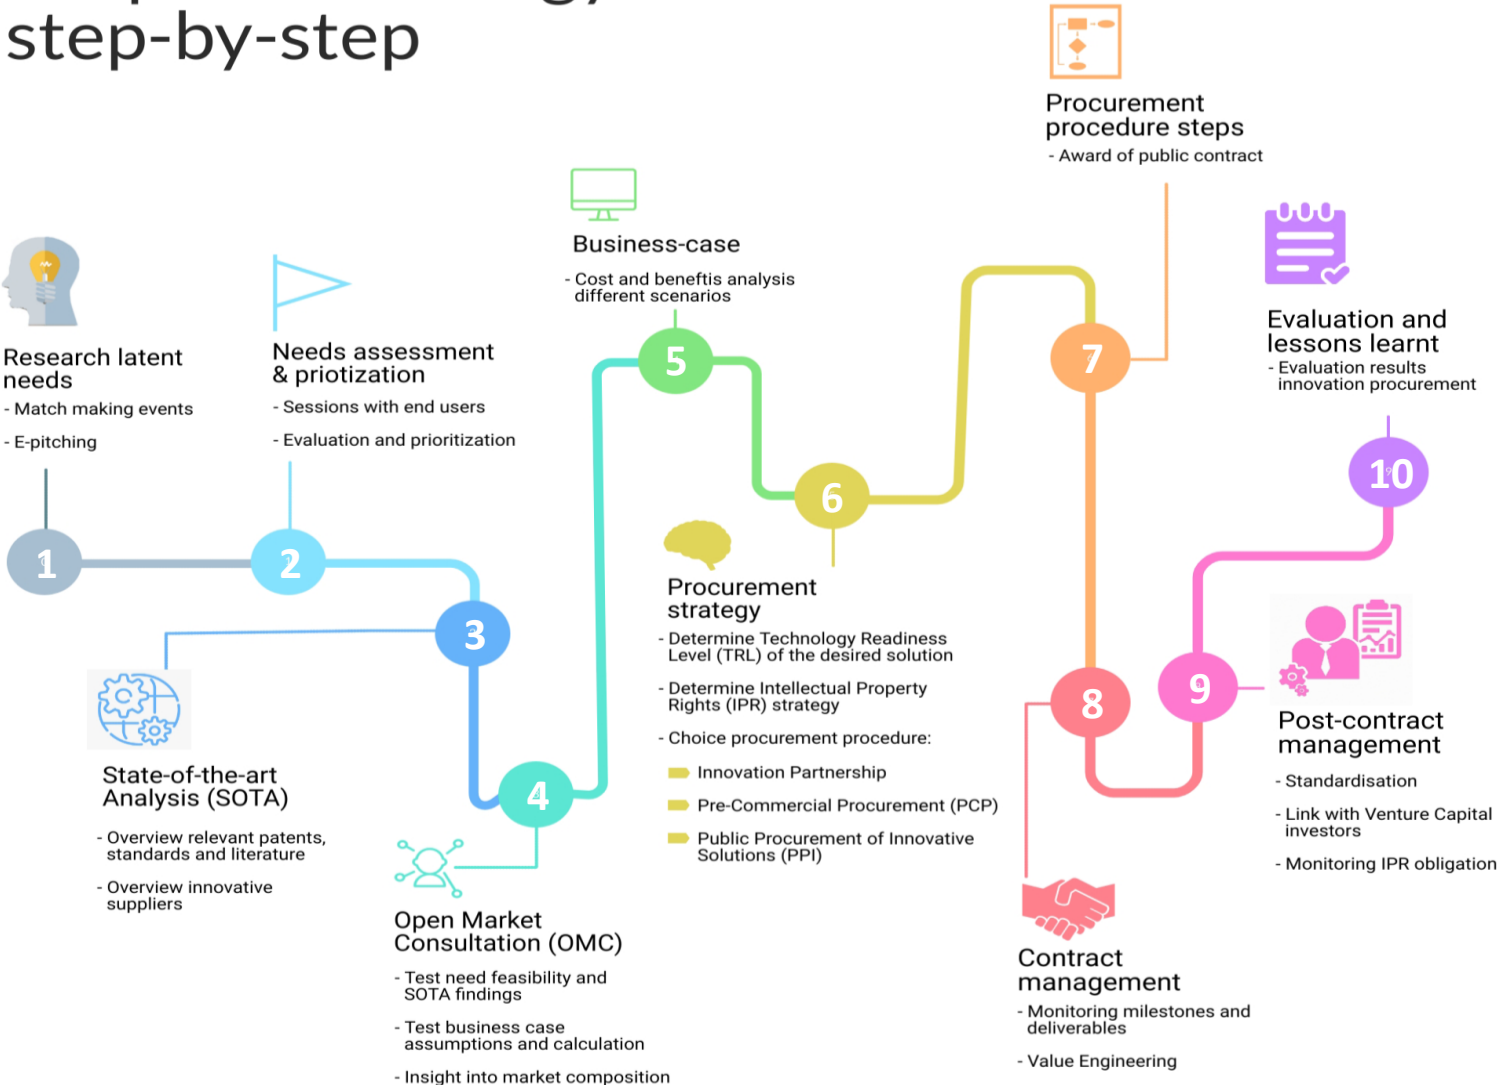 step-by-step
1
Research latent
needs
- Match making events
- E-pitching
2
Needs assessment
& priotization
- Sessions with end users
- Evaluation and prioritization
3
State-of-the-art
Analysis (SOTA)
- Overview relevant patents,
standards and literature
- Overview innovative
suppliers
4
Open Market
Consultation (OMC)
- Test need feasibility and
SOTA findings
- Test business case
assumptions and calculation
- Insight into market composition
5
Business-case
- Cost and beneftis analysis
different scenarios
6
Procurement
strategy
- Determine Technology Readiness
Level (TRL) of the desired solution
- Determine Intellectual Property
Rights (IPR) strategy
- Choice procurement procedure:
Innovation Partnership
Pre-Commercial Procurement (PCP)
Public Procurement of Innovative
Solutions (PPI)
7
Procurement
procedure steps
- Award of public contract
8
Contract
management
- Monitoring milestones and
deliverables
- Value Engineering
9
Post-contract
management
- Standardisation
- Link with Venture Capital
investors
- Monitoring IPR obligation
10
Evaluation and
lessons learnt
- Evaluation results
innovation procurement